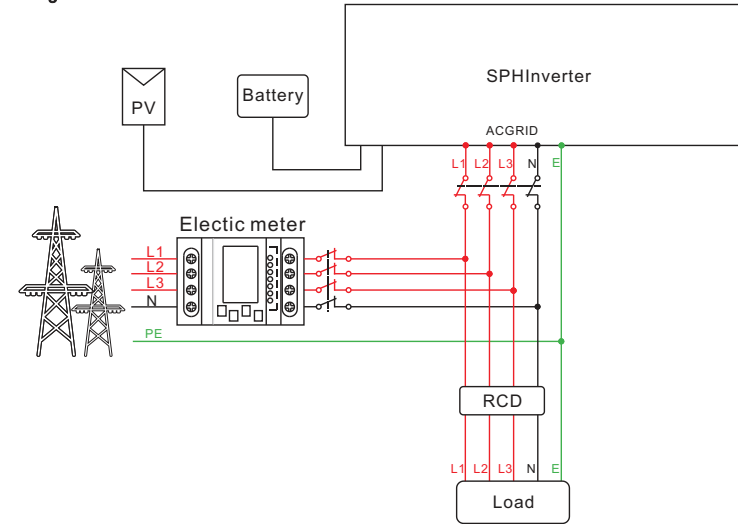 SPHInverter
PV
Battery
ACGRID
L1 L2 L3 N E
Electic meter
L1
L2
L3
N
PE
RCD
L1 L2 L3 N E
Load